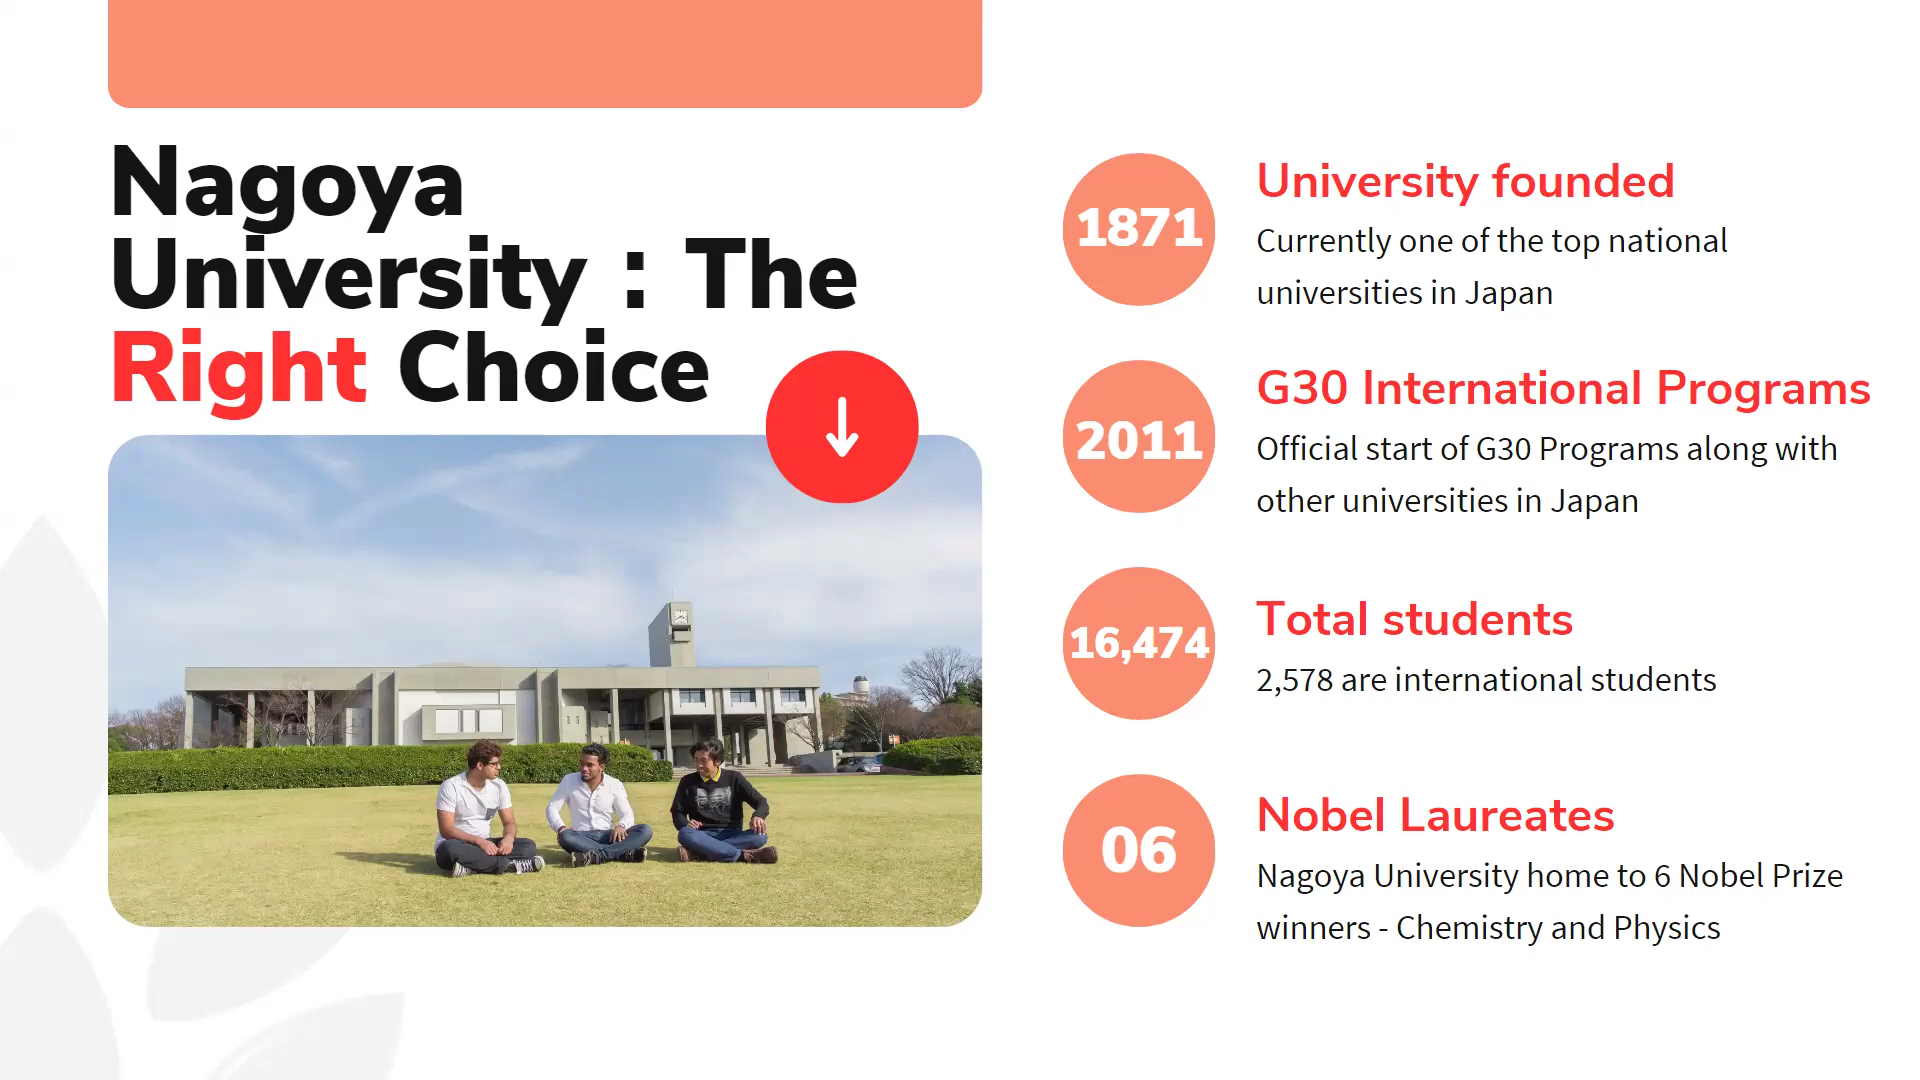 Nagoya
University : The
Right Choice
1871
University founded
Currently one of the top national
universities in Japan
2011
G30 International Programs
Official start of G30 Programs along with
other universities in Japan
16,474
Total students
2,578 are international students
06
Nobel Laureates
Nagoya University home to 6 Nobel Prize
winners - Chemistry and Physics